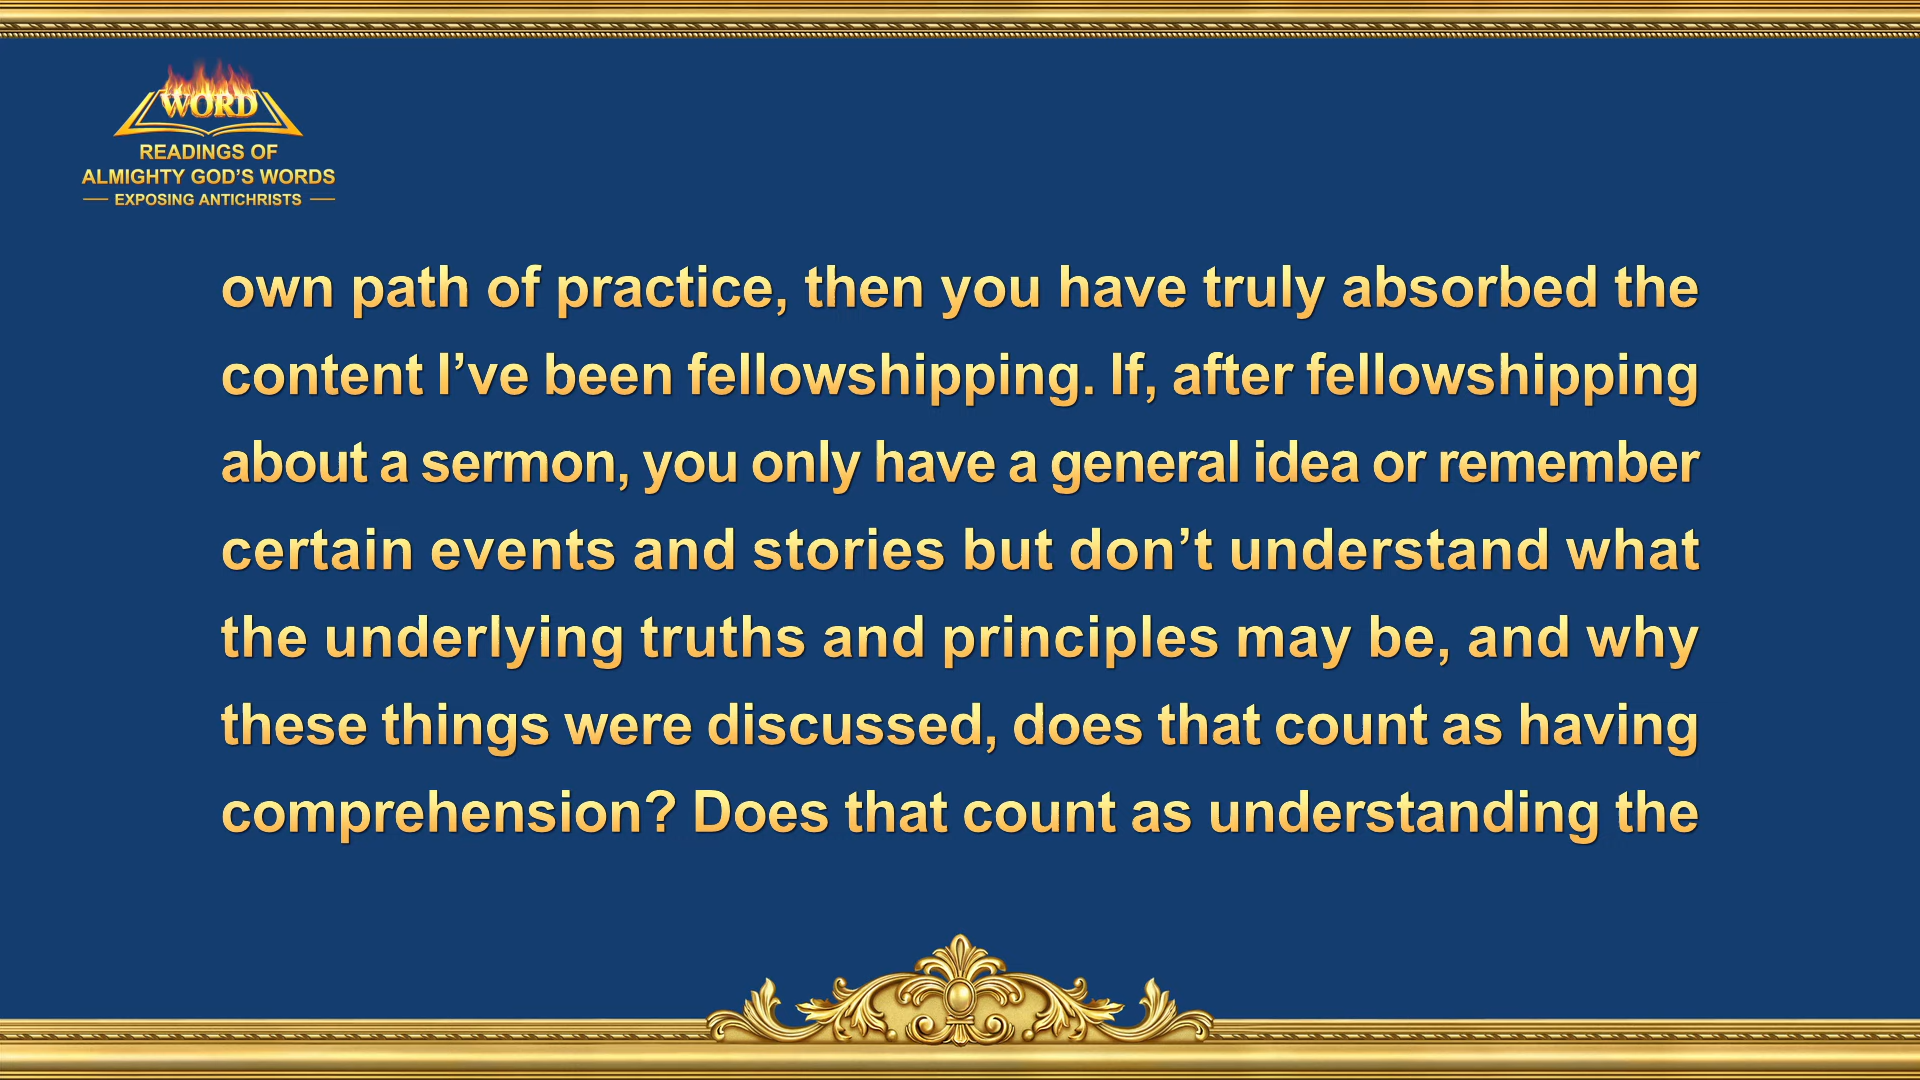 WORD
READINGS OF
ALMIGHTY GOD’S WORDS
EXPOSING ANTICHRISTS
own path of practice, then you have truly absorbed the
content I’ve been fellowshipping. If, after fellowshipping
about a sermon, you only have a general idea or remember
certain events and stories but don’t understand what
the underlying truths and principles may be, and why
these things were discussed, does that count as having
comprehension? Does that count as understanding the